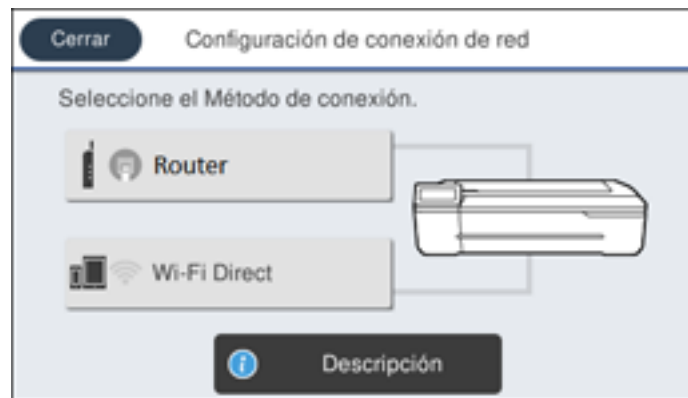 Cerrar
Configuración de conexión de red
Seleccione el Método de conexión.
Router
Wi-Fi Direct
Descripción